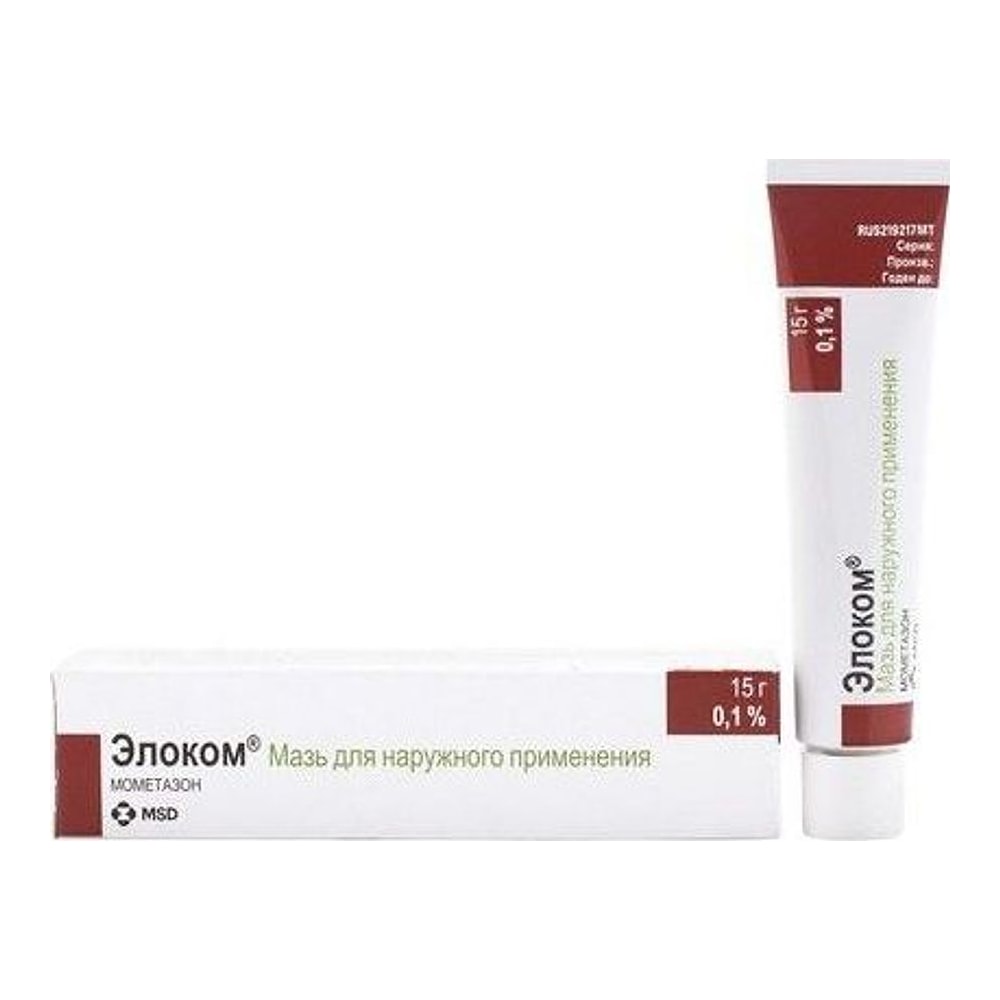 RUS219217MT
Серия:
Произв.:
Годен до:
15 г
0,1 %
Элоком®
Мазь для наружного применения
МОМЕТАЗОН
15 г
0,1 %
Элоком® Мазь для наружного применения
МОМЕТАЗОН
MSD